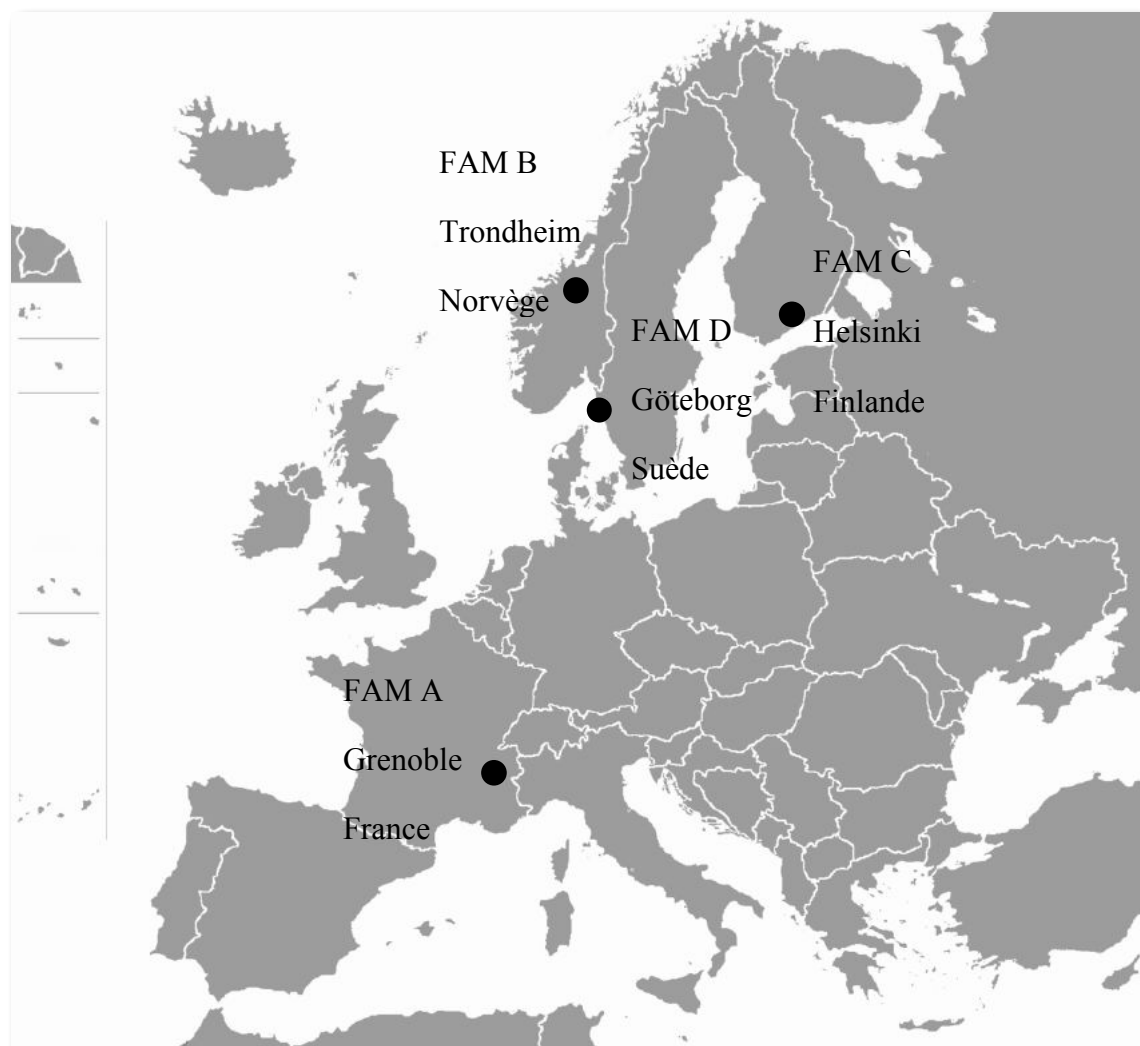 FAM B
Trondheim
Norvège
FAM C
Helsinki
Finlande
FAM D
Göteborg
Suède
FAM A
Grenoble
France